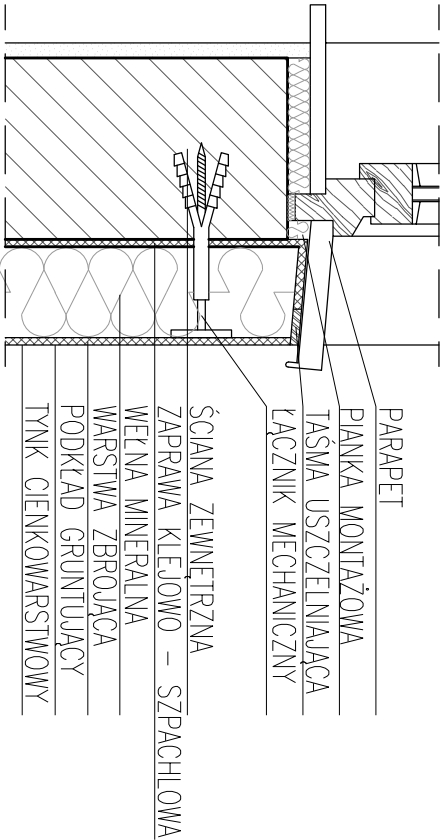 PARAPET
PIANKA MONTAŻOWA
TAŚMA USZCZELNIAJĄCA
ŁĄCZNIK MECHANICZNY
ŚCIANA ZEWNĘTRZNA
ZAPRAWA KLEJOWO - SZPACHLOWA
WEŁNA MINERALNA
WARSTWA ZBROJĄCA
PODKŁAD GRUNTUJĄCY
TYNK CIENKOWARSTWOWY